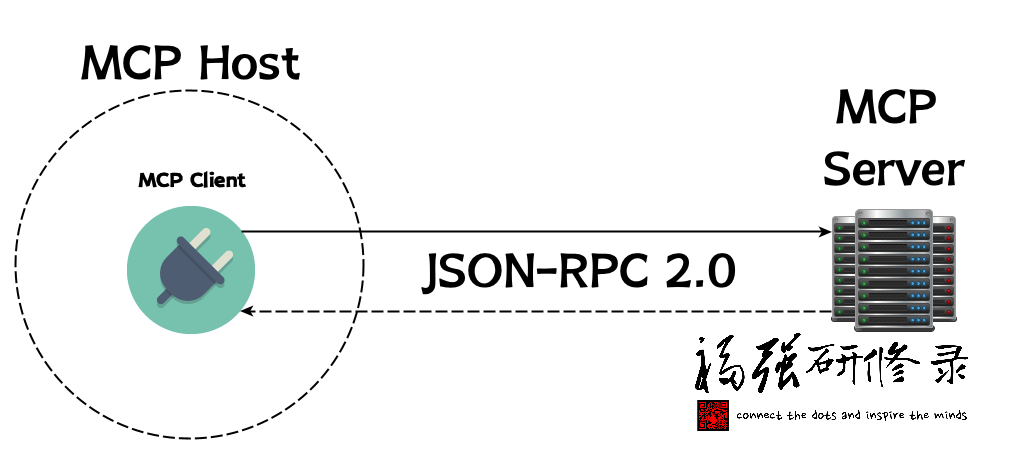 MCP Host
MCP
Server
MCP Client
JSON-RPC 2.0
福强研修录
connect the dots and inspire the minds